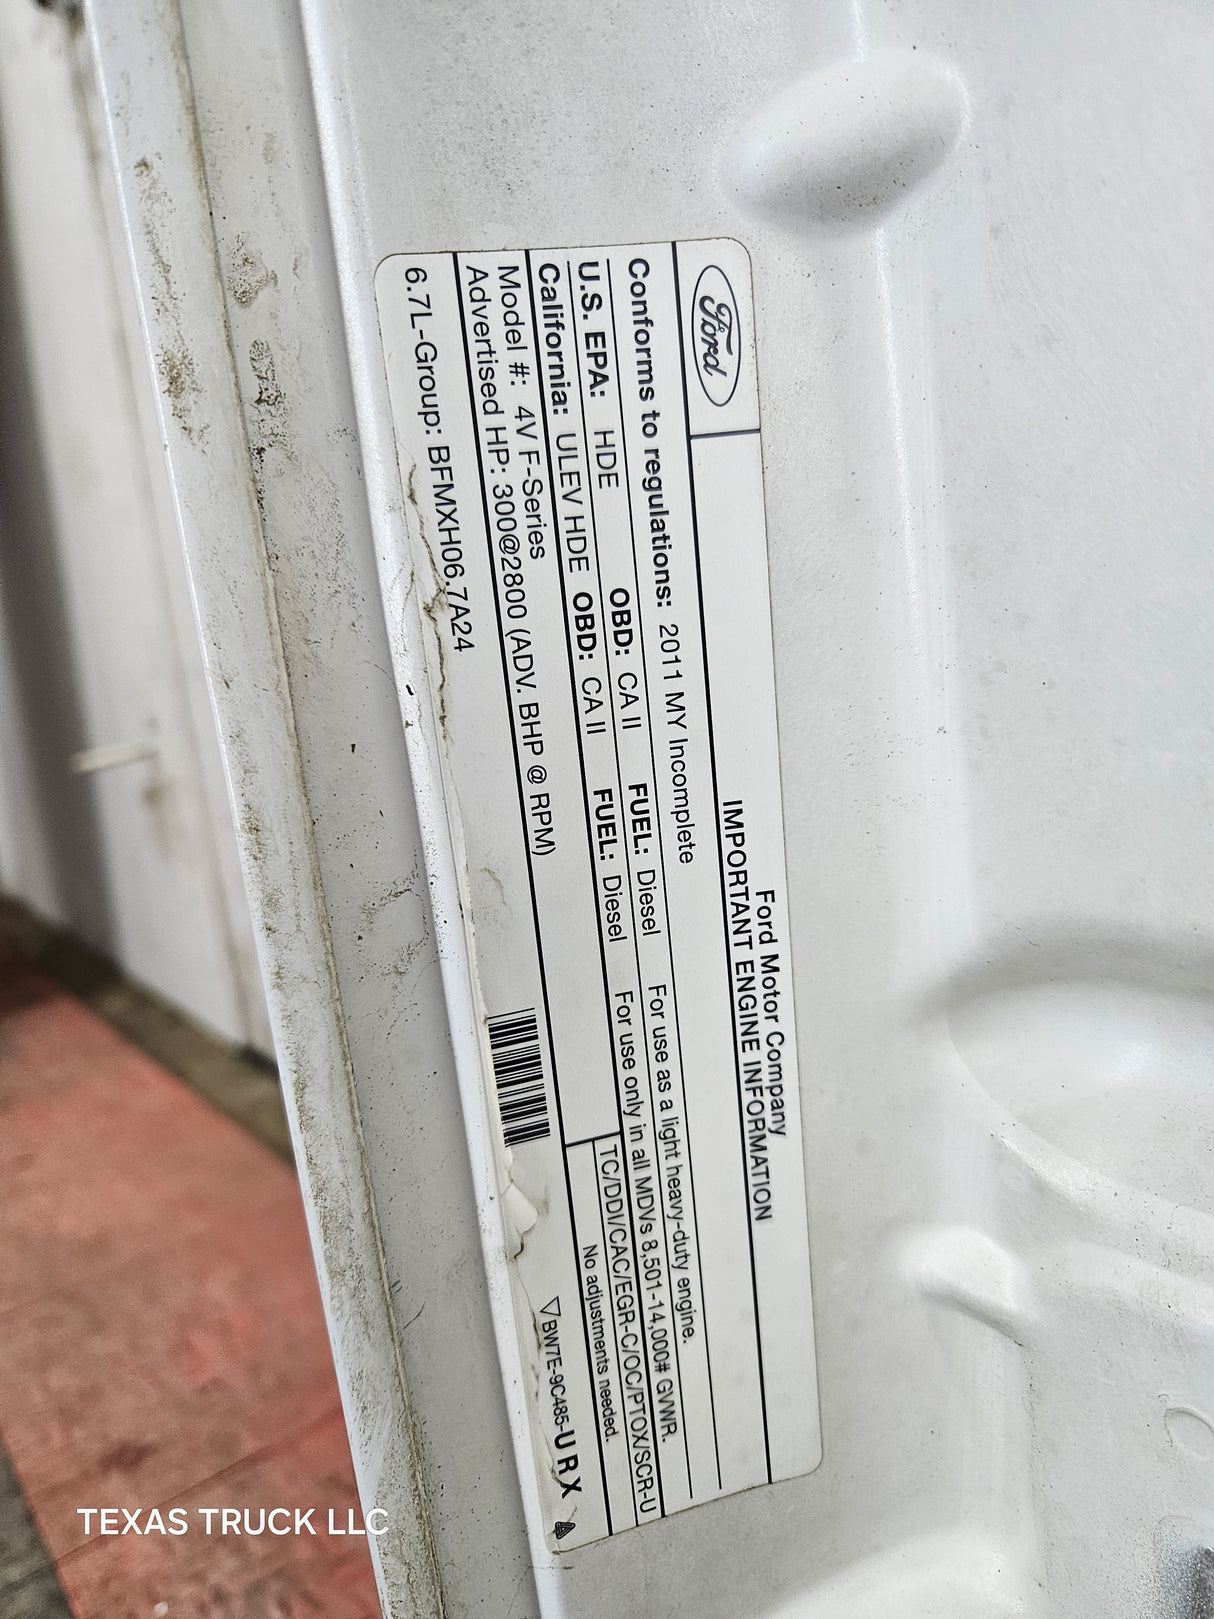 Ford
Ford Motor Company
IMPORTANT ENGINE INFORMATION
Conforms to regulations: 2011 MY Incomplete
U.S. EPA: HDE OBD: CA II FUEL: Diesel For use as a light heavy-duty engine.
California: ULEV HDE OBD: CA II FUEL: Diesel For use only in all MDVs 8,501-14,000# GVWR.
TC/DDI/CAC/EGR-C/OC/PTOX/SCR-U
Model #: 4V F-Series
Advertised HP: 300@2800 (ADV. BHP @ RPM)
No adjustments needed.
6.7L-Group: BFMXH06.7A24
BW7E-9C485-URX
TEXAS TRUCK LLC